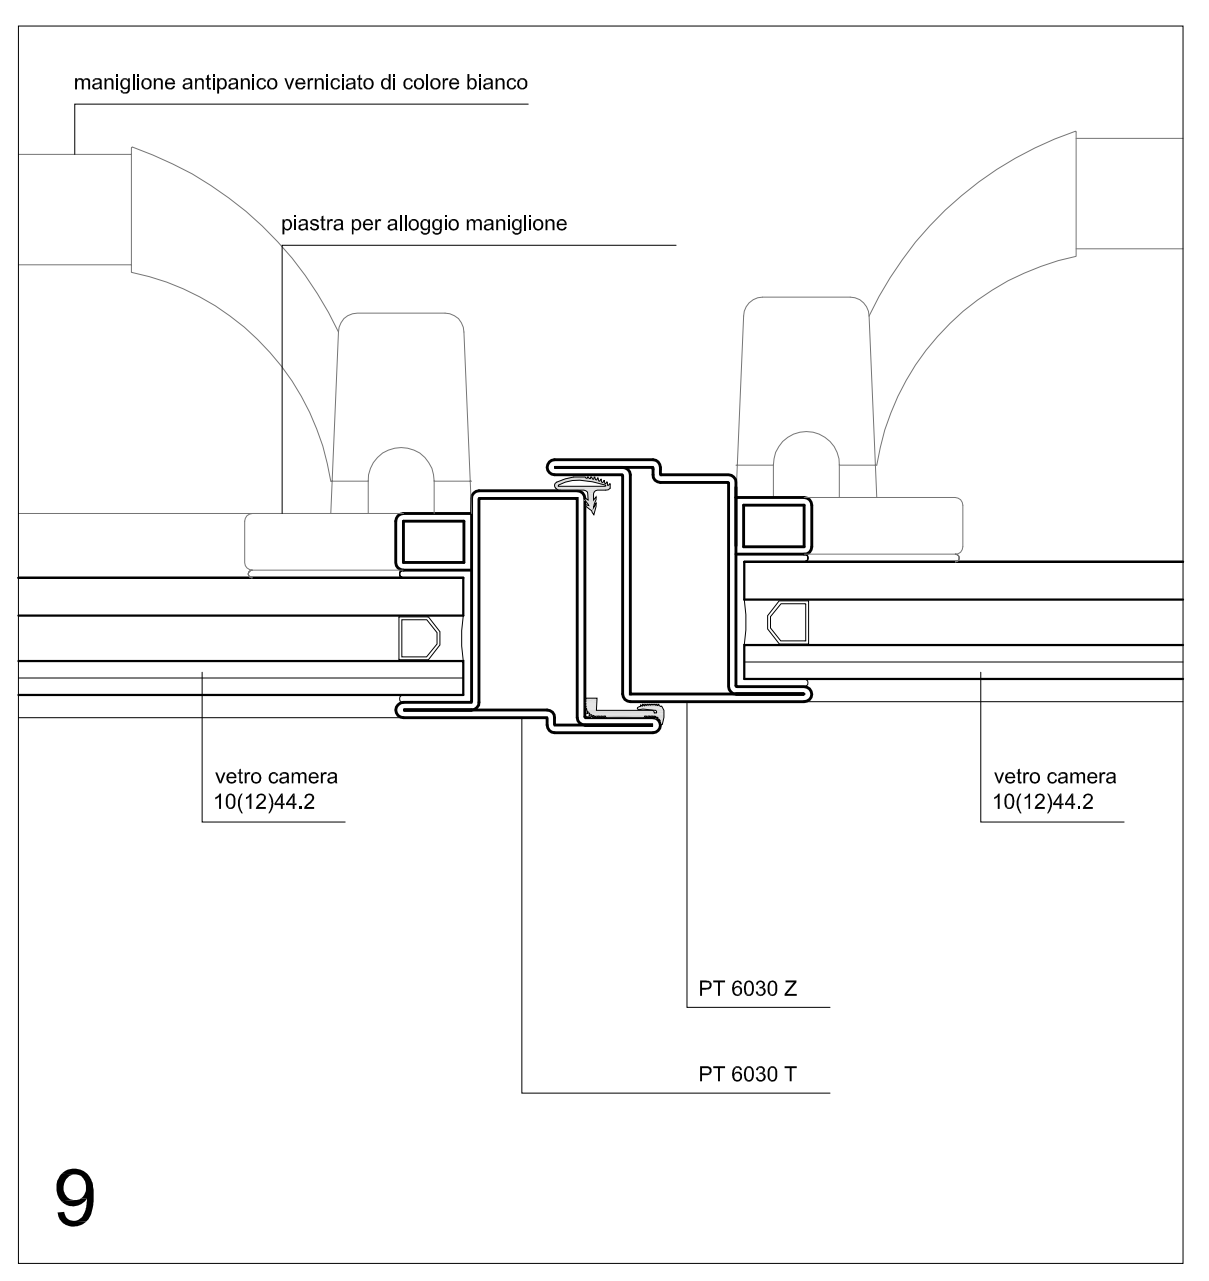 maniglione antipanico verniciato di colore bianco
piastra per alloggio maniglione
vetro camera
10(12)44.2
vetro camera
10(12)44.2
PT 6030 Z
PT 6030 T
9